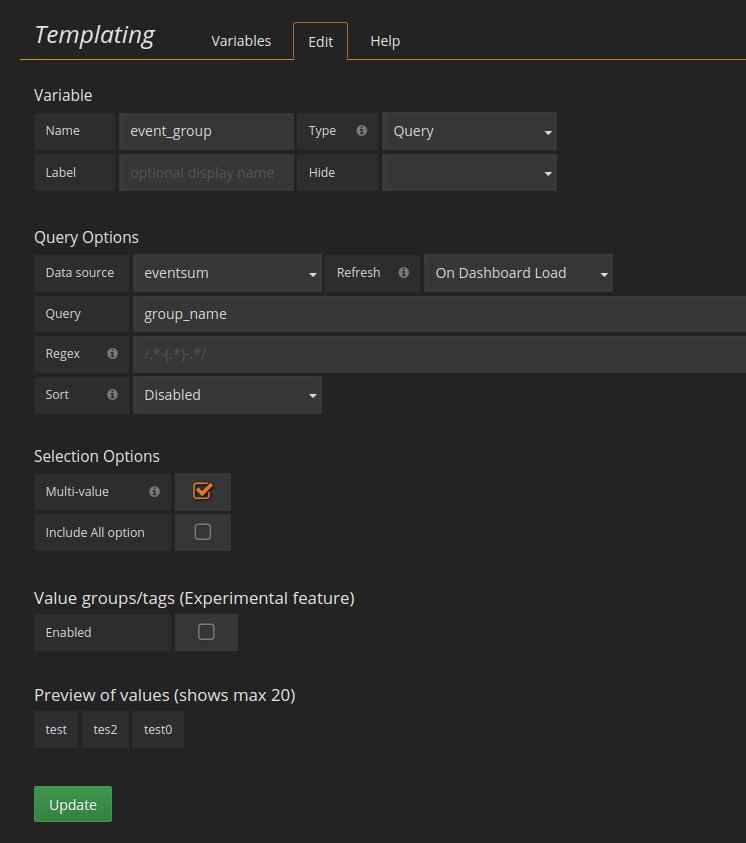 Templating Variables Edit Help
Variable
Name event_group Type Query
Label optional display name Hide
Query Options
Data source eventsum Refresh On Dashboard Load
Query group_name
Regex /.*-(.*)-.*/
Sort Disabled
Selection Options
Multi-value
Include All option
Value groups/tags (Experimental feature)
Enabled
Preview of values (shows max 20)
test tes2 test0
Update